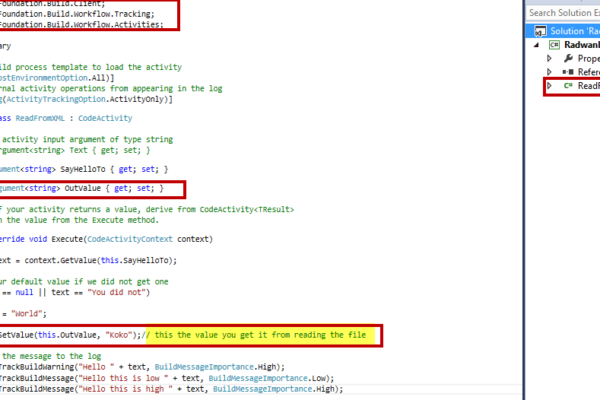 Foundation.Build.Client;
Foundation.Build.Workflow.Tracking;
Foundation.Build.Workflow.Activities;
ary
ild process template to load the activity
ostEnvironmentOption.All)]
rnal activity operations from appearing in the log
g(ActivityTrackingOption.ActivityOnly)]
ass ReadFromXML : CodeActivity
activity input argument of type string
rgument<string> Text { get; set; }
ument<string> SayHelloTo { get; set; }
gument<string> OutValue { get; set; }
f your activity returns a value, derive from CodeActivity<TResult>
n the value from the Execute method.
erride void Execute(CodeActivityContext context)
ext = context.GetValue(this.SayHelloTo);
ur default value if we did not get one
== null || text == "You did not")
= "World";
SetValue(this.OutValue, "Koko");// this the value you get it from reading the file
the message to the log
TrackBuildWarning("Hello " + text, BuildMessageImportance.High);
TrackBuildMessage("Hello this is low " + text, BuildMessageImportance.Low);
TrackBuildMessage("Hello this is high " + text, BuildMessageImportance.High);
Search Solution Ex
Solution 'Rad
RadwanB
Prope
Refere
ReadF